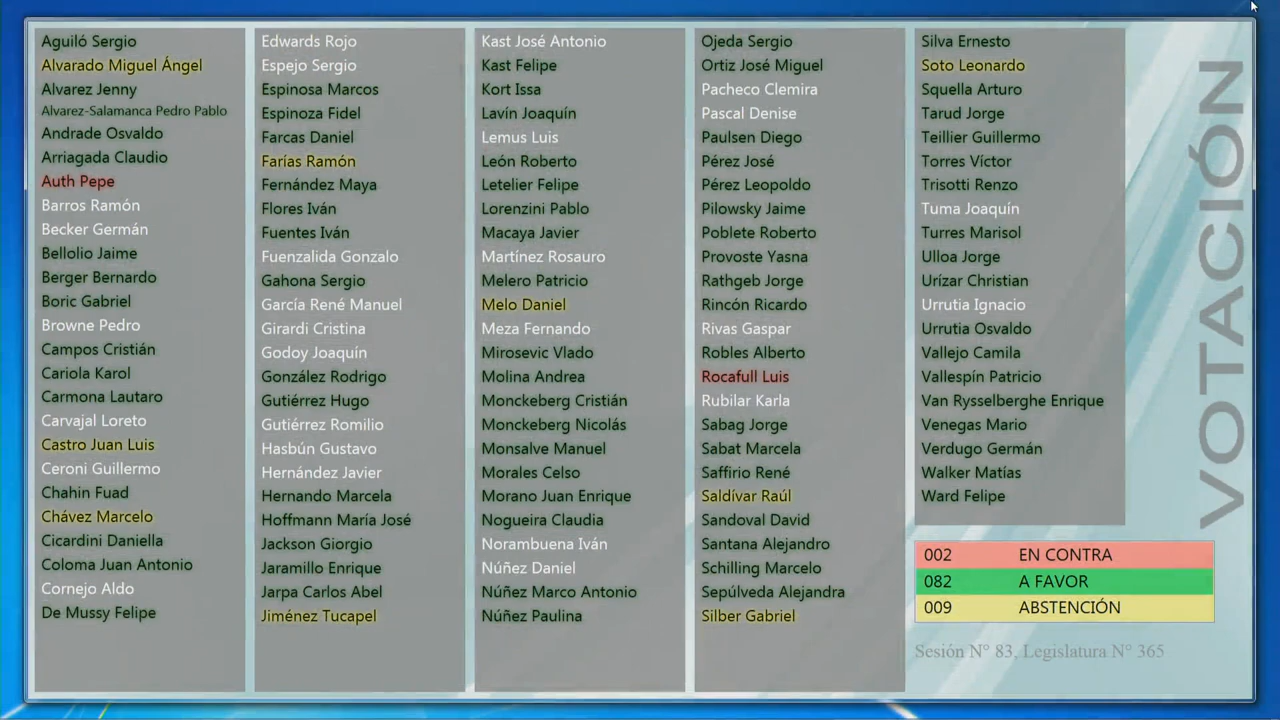 Aguiló Sergio
Alvarado Miguel Ángel
Alvarez Jenny
Alvarez-Salamanca Pedro Pablo
Andrade Osvaldo
Arriagada Claudio
Auth Pepe
Barros Ramón
Becker Germán
Bellolio Jaime
Berger Bernardo
Boric Gabriel
Browne Pedro
Campos Cristián
Cariola Karol
Carmona Lautaro
Carvajal Loreto
Castro Juan Luis
Ceroni Guillermo
Chahin Fuad
Chávez Marcelo
Cicardini Daniella
Coloma Juan Antonio
Cornejo Aldo
De Mussy Felipe
Edwards Rojo
Espejo Sergio
Espinosa Marcos
Espinoza Fidel
Farcas Daniel
Farías Ramón
Fernández Maya
Flores Iván
Fuentes Iván
Fuenzalida Gonzalo
Gahona Sergio
García René Manuel
Girardi Cristina
Godoy Joaquín
González Rodrigo
Gutiérrez Hugo
Gutiérrez Romilio
Hasbún Gustavo
Hernández Javier
Hernando Marcela
Hoffmann María José
Jackson Giorgio
Jaramillo Enrique
Jarpa Carlos Abel
Jiménez Tucapel
Kast José Antonio
Kast Felipe
Kort Issa
Lavín Joaquín
Lemus Luis
León Roberto
Letelier Felipe
Lorenzini Pablo
Macaya Javier
Martínez Rosauro
Melero Patricio
Melo Daniel
Meza Fernando
Mirosevic Vlado
Molina Andrea
Monckeberg Cristián
Monckeberg Nicolás
Monsalve Manuel
Morales Celso
Morano Juan Enrique
Nogueira Claudia
Norambuena Iván
Núñez Daniel
Núñez Marco Antonio
Núñez Paulina
Ojeda Sergio
Ortiz José Miguel
Pacheco Clemira
Pascal Denise
Paulsen Diego
Pérez José
Pérez Leopoldo
Pilowsky Jaime
Poblete Roberto
Provoste Yasna
Rathgeb Jorge
Rincón Ricardo
Rivas Gaspar
Robles Alberto
Rocafull Luis
Rubilar Karla
Sabag Jorge
Sabat Marcela
Saffirio René
Saldívar Raúl
Sandoval David
Santana Alejandro
Schilling Marcelo
Sepúlveda Alejandra
Silber Gabriel
Silva Ernesto
Soto Leonardo
Squella Arturo
Tarud Jorge
Teillier Guillermo
Torres Víctor
Trisotti Renzo
Tuma Joaquín
Turres Marisol
Ulloa Jorge
Urízar Christian
Urrutia Ignacio
Urrutia Osvaldo
Vallejo Camila
Vallespín Patricio
Van Rysselberghe Enrique
Venegas Mario
Verdugo Germán
Walker Matías
Ward Felipe
VOTACIÓN
002 EN CONTRA
082 A FAVOR
009 ABSTENCIÓN
Sesión N° 83, Legislatura N° 365